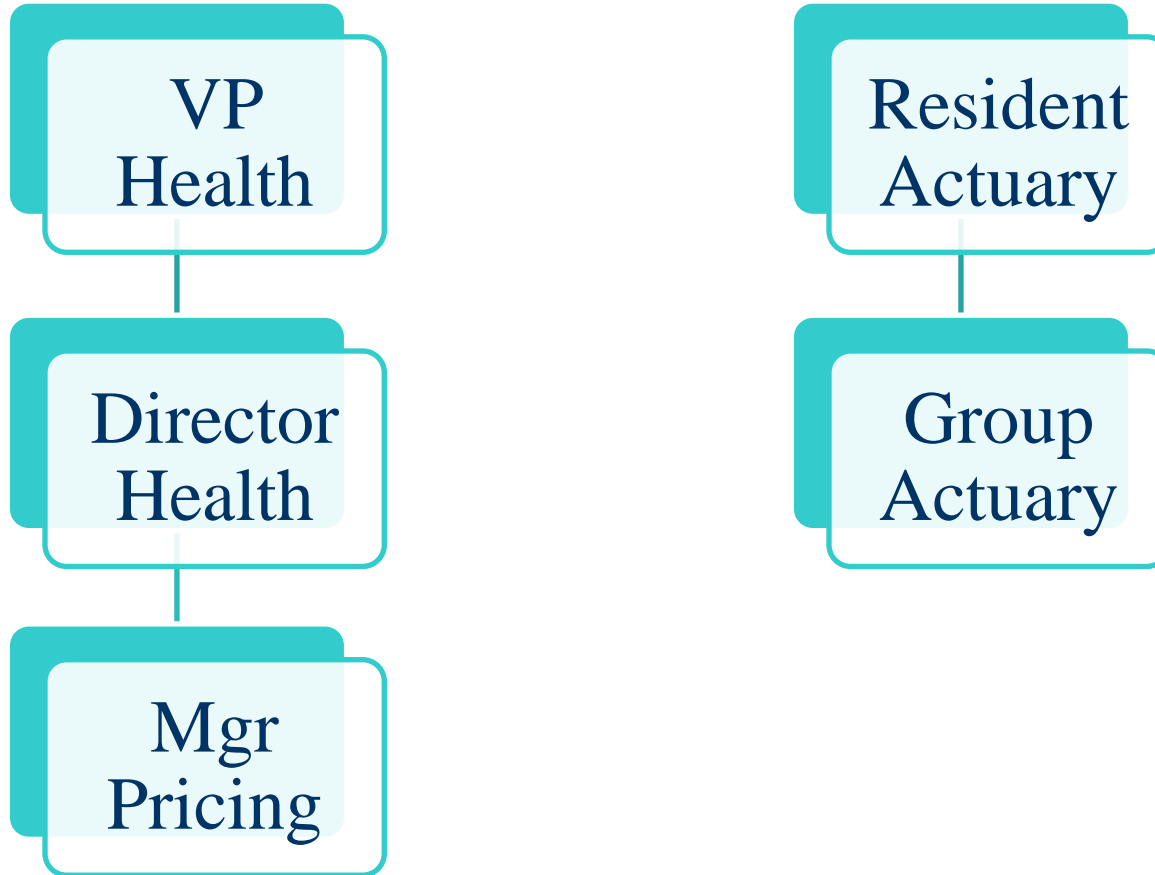 VP
Health
Director
Health
Mgr
Pricing
Resident
Actuary
Group
Actuary